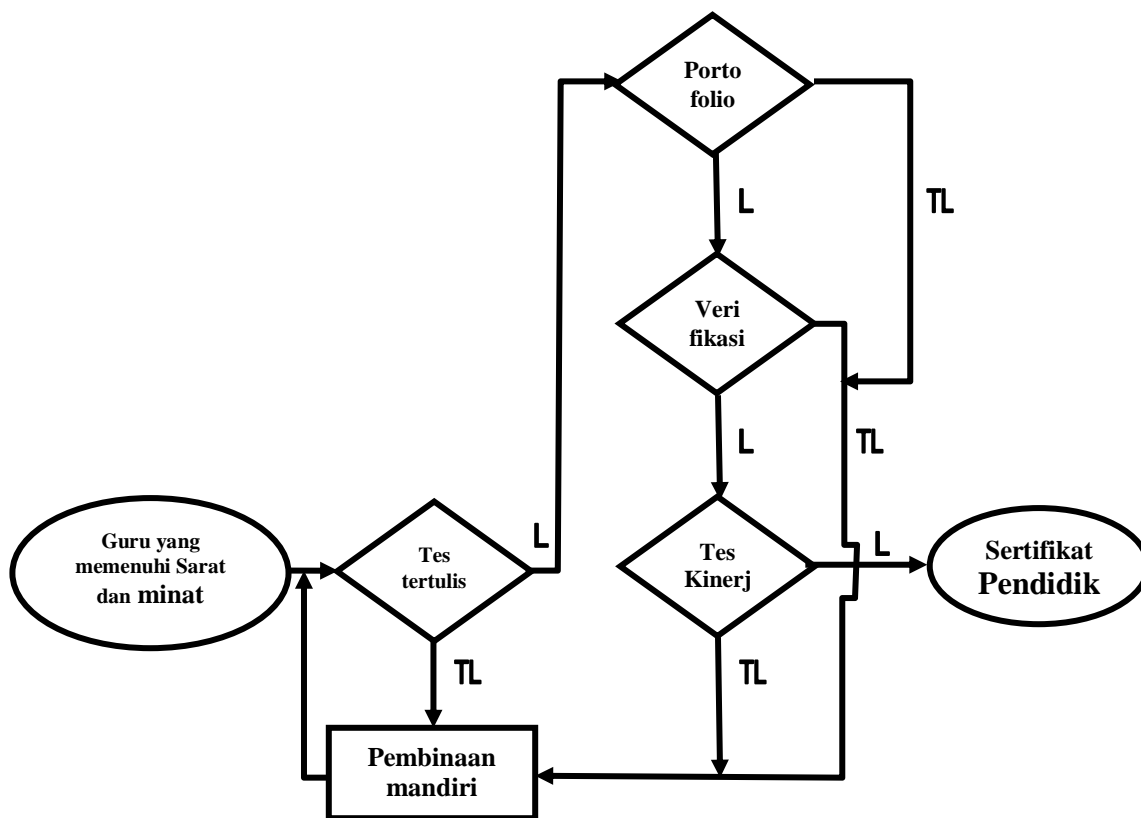 Porto
folio
L
TL
Veri
fikasi
L
TL
Guru yang
memenuhi Sarat
dan minat
Tes
tertulis
L
Tes
Kinerj
L
Sertifikat
Pendidik
TL
TL
Pembinaan
mandiri